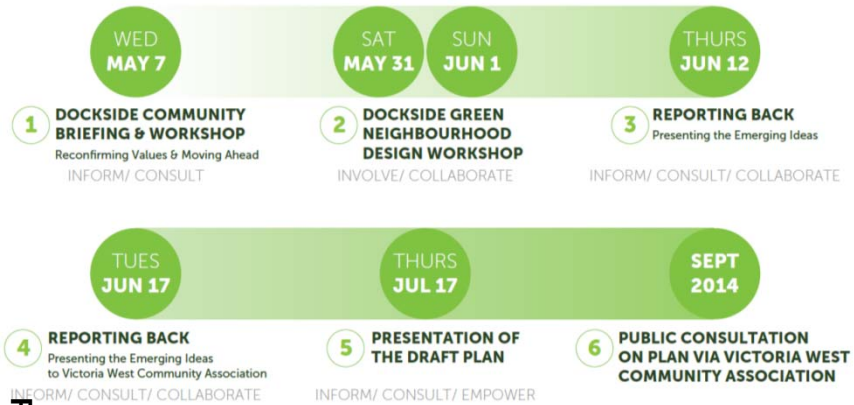 WED
MAY 7
SAT
MAY 31
SUN
JUN 1
THURS
JUN 12
1
DOCKSIDE COMMUNITY
BRIEFING & WORKSHOP
Reconfirming Values & Moving Ahead
INFORM/ CONSULT
2
DOCKSIDE GREEN
NEIGHBOURHOOD
DESIGN WORKSHOP
INVOLVE/ COLLABORATE
3
REPORTING BACK
Presenting the Emerging Ideas
INFORM/ CONSULT/ COLLABORATE
TUES
JUN 17
THURS
JUL 17
SEPT
2014
4
REPORTING BACK
Presenting the Emerging Ideas
to Victoria West Community Association
INFORM/ CONSULT/ COLLABORATE
5
PRESENTATION OF
THE DRAFT PLAN
INFORM/ CONSULT/ EMPOWER
6
PUBLIC CONSULTATION
ON PLAN VIA VICTORIA WEST
COMMUNITY ASSOCIATION